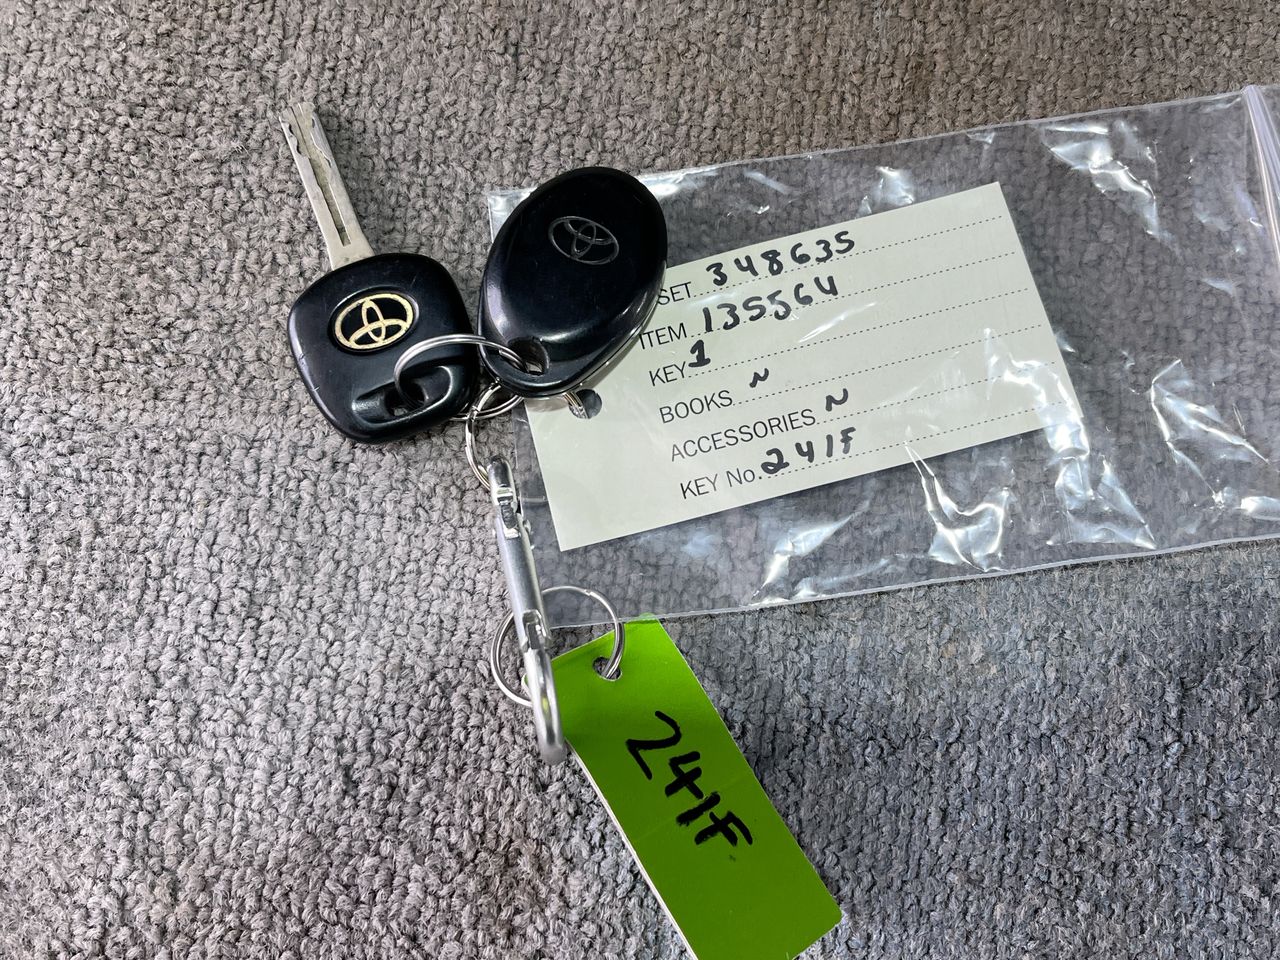 SET 348635
ITEM 135564
KEY 1
BOOKS N
ACCESSORIES N
KEY No. 241F
241F